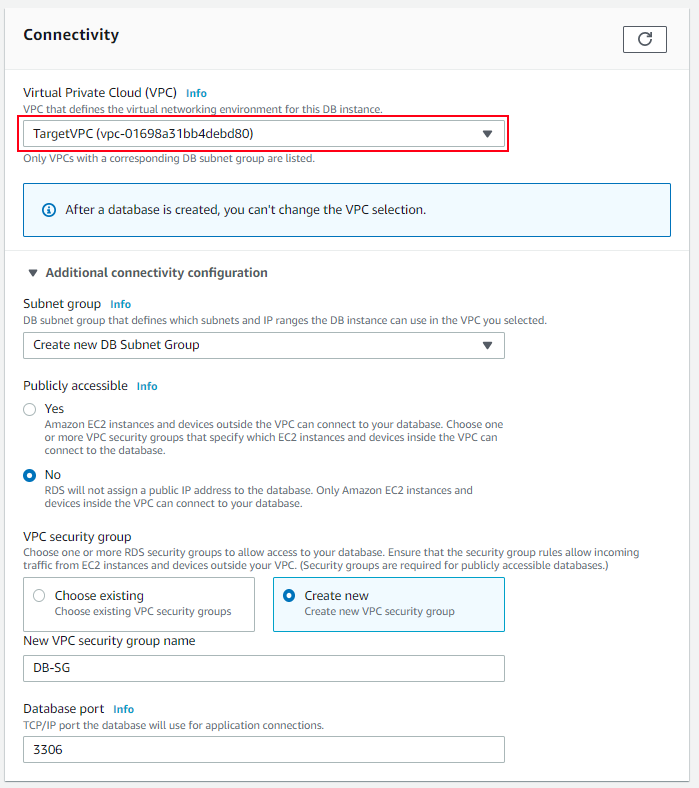 Connectivity
Virtual Private Cloud (VPC) Info
VPC that defines the virtual networking environment for this DB instance.
TargetVPC (vpc-01698a31bb4debd80)
Only VPCs with a corresponding DB subnet group are listed.
After a database is created, you can't change the VPC selection.
Additional connectivity configuration
Subnet group Info
DB subnet group that defines which subnets and IP ranges the DB instance can use in the VPC you selected.
Create new DB Subnet Group
Publicly accessible Info
Yes
Amazon EC2 instances and devices outside the VPC can connect to your database. Choose one
or more VPC security groups that specify which EC2 instances and devices inside the VPC can
connect to the database.
No
RDS will not assign a public IP address to the database. Only Amazon EC2 instances and
devices inside the VPC can connect to your database.
VPC security group
Choose one or more RDS security groups to allow access to your database. Ensure that the security group rules allow incoming
traffic from EC2 instances and devices outside your VPC. (Security groups are required for publicly accessible databases.)
Choose existing
Choose existing VPC security groups
Create new
Create new VPC security group
New VPC security group name
DB-SG
Database port Info
TCP/IP port the database will use for application connections.
3306